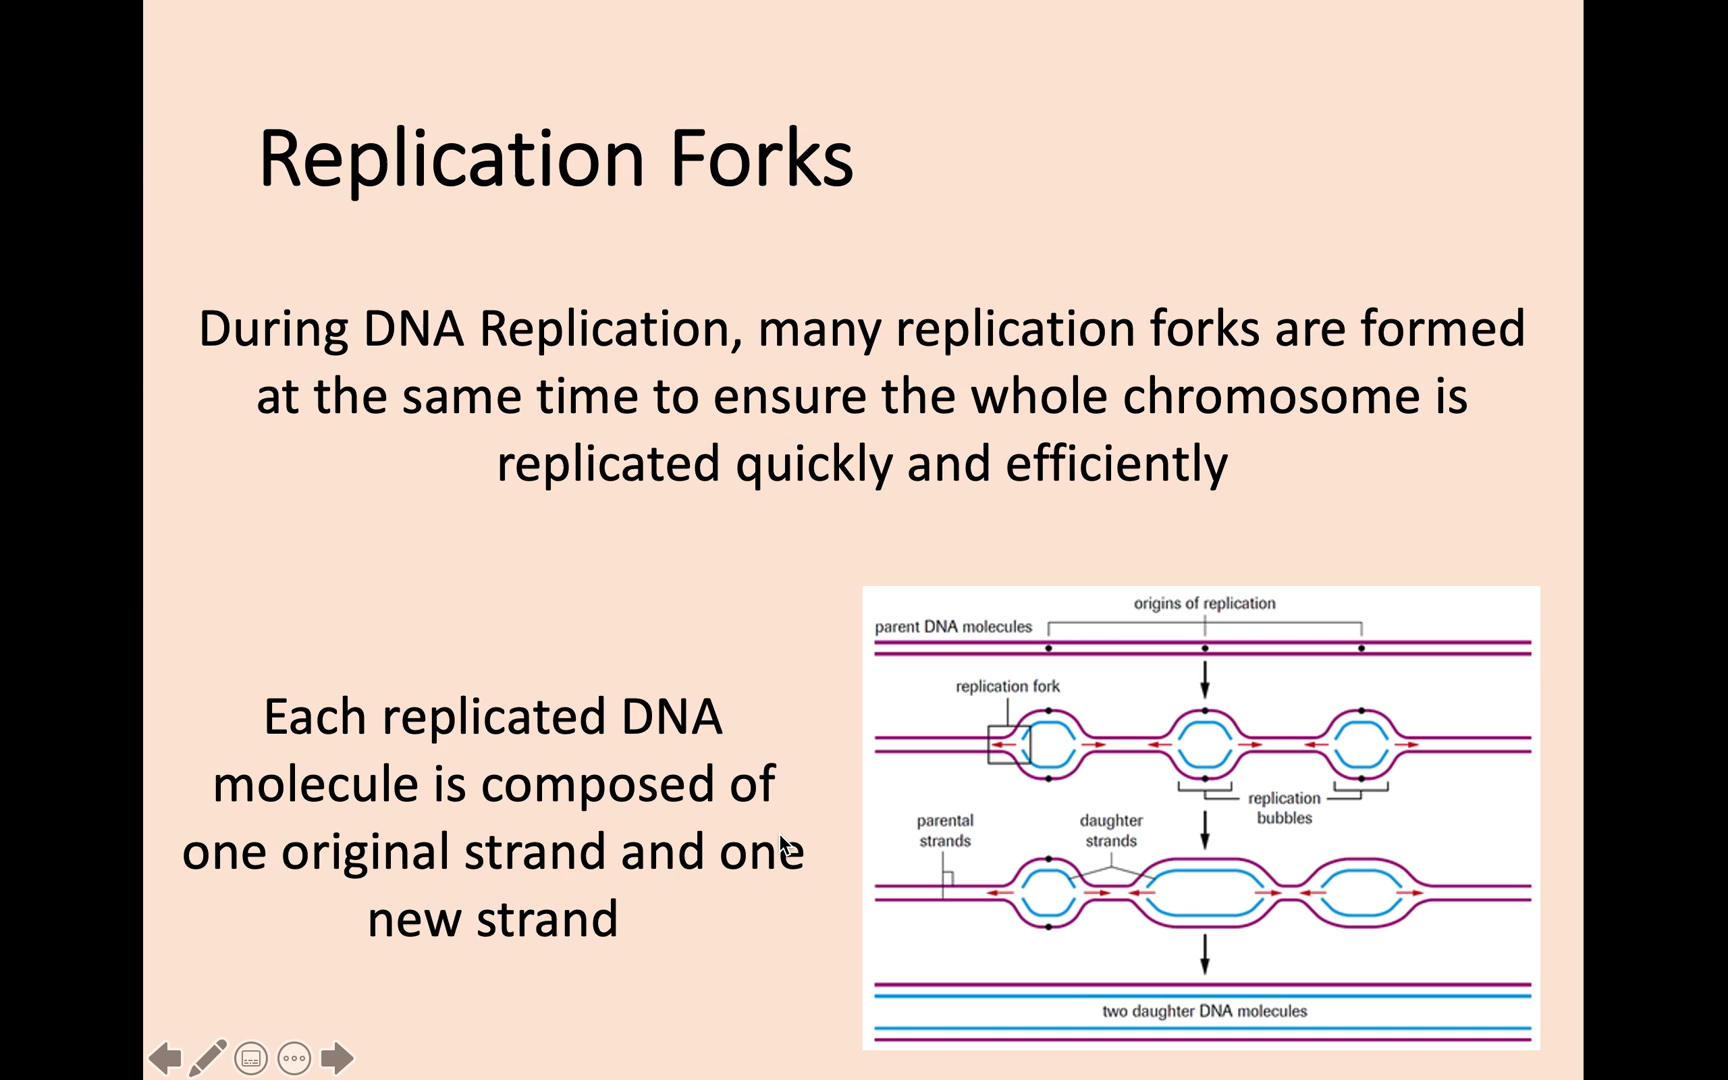 Replication Forks
During DNA Replication, many replication forks are formed
at the same time to ensure the whole chromosome is
replicated quickly and efficiently
Each replicated DNA
molecule is composed of
one original strand and one
new strand
origins of replication
parent DNA molecules
replication fork
replication
bubbles
parental
strands
daughter
strands
two daughter DNA molecules